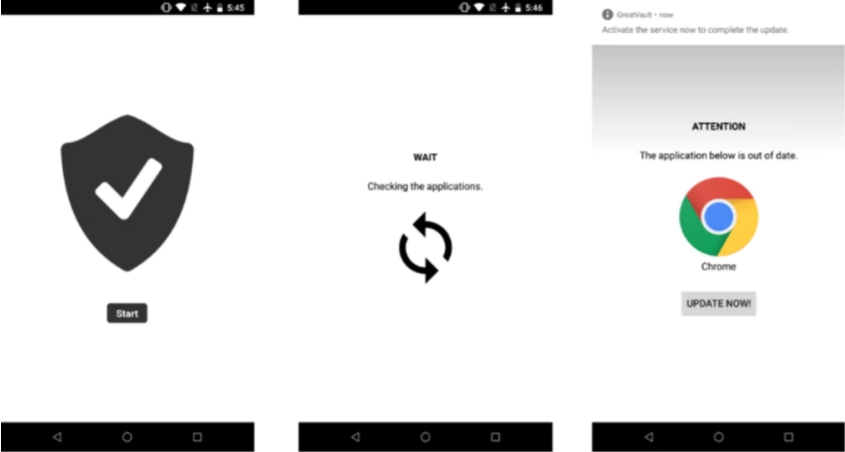 5:45
Start
5:46
WAIT
Checking the applications.
GreatVault • now
Activate the service now to complete the update.
ATTENTION
The application below is out of date.
Chrome
UPDATE NOW!